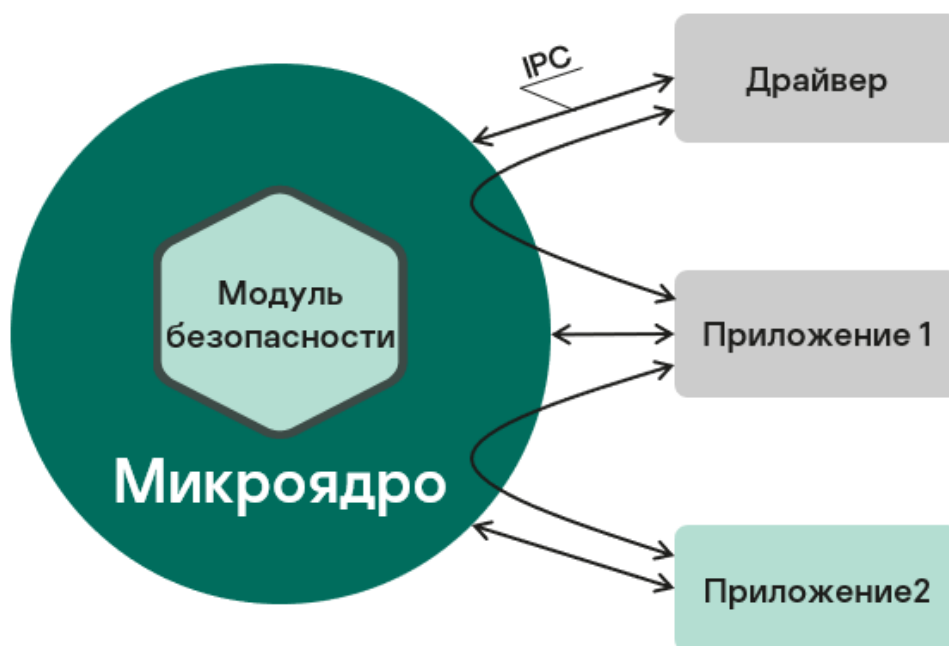 IPC
Драйвер
Модуль
безопасности
Приложение 1
Микроядро
Приложение2